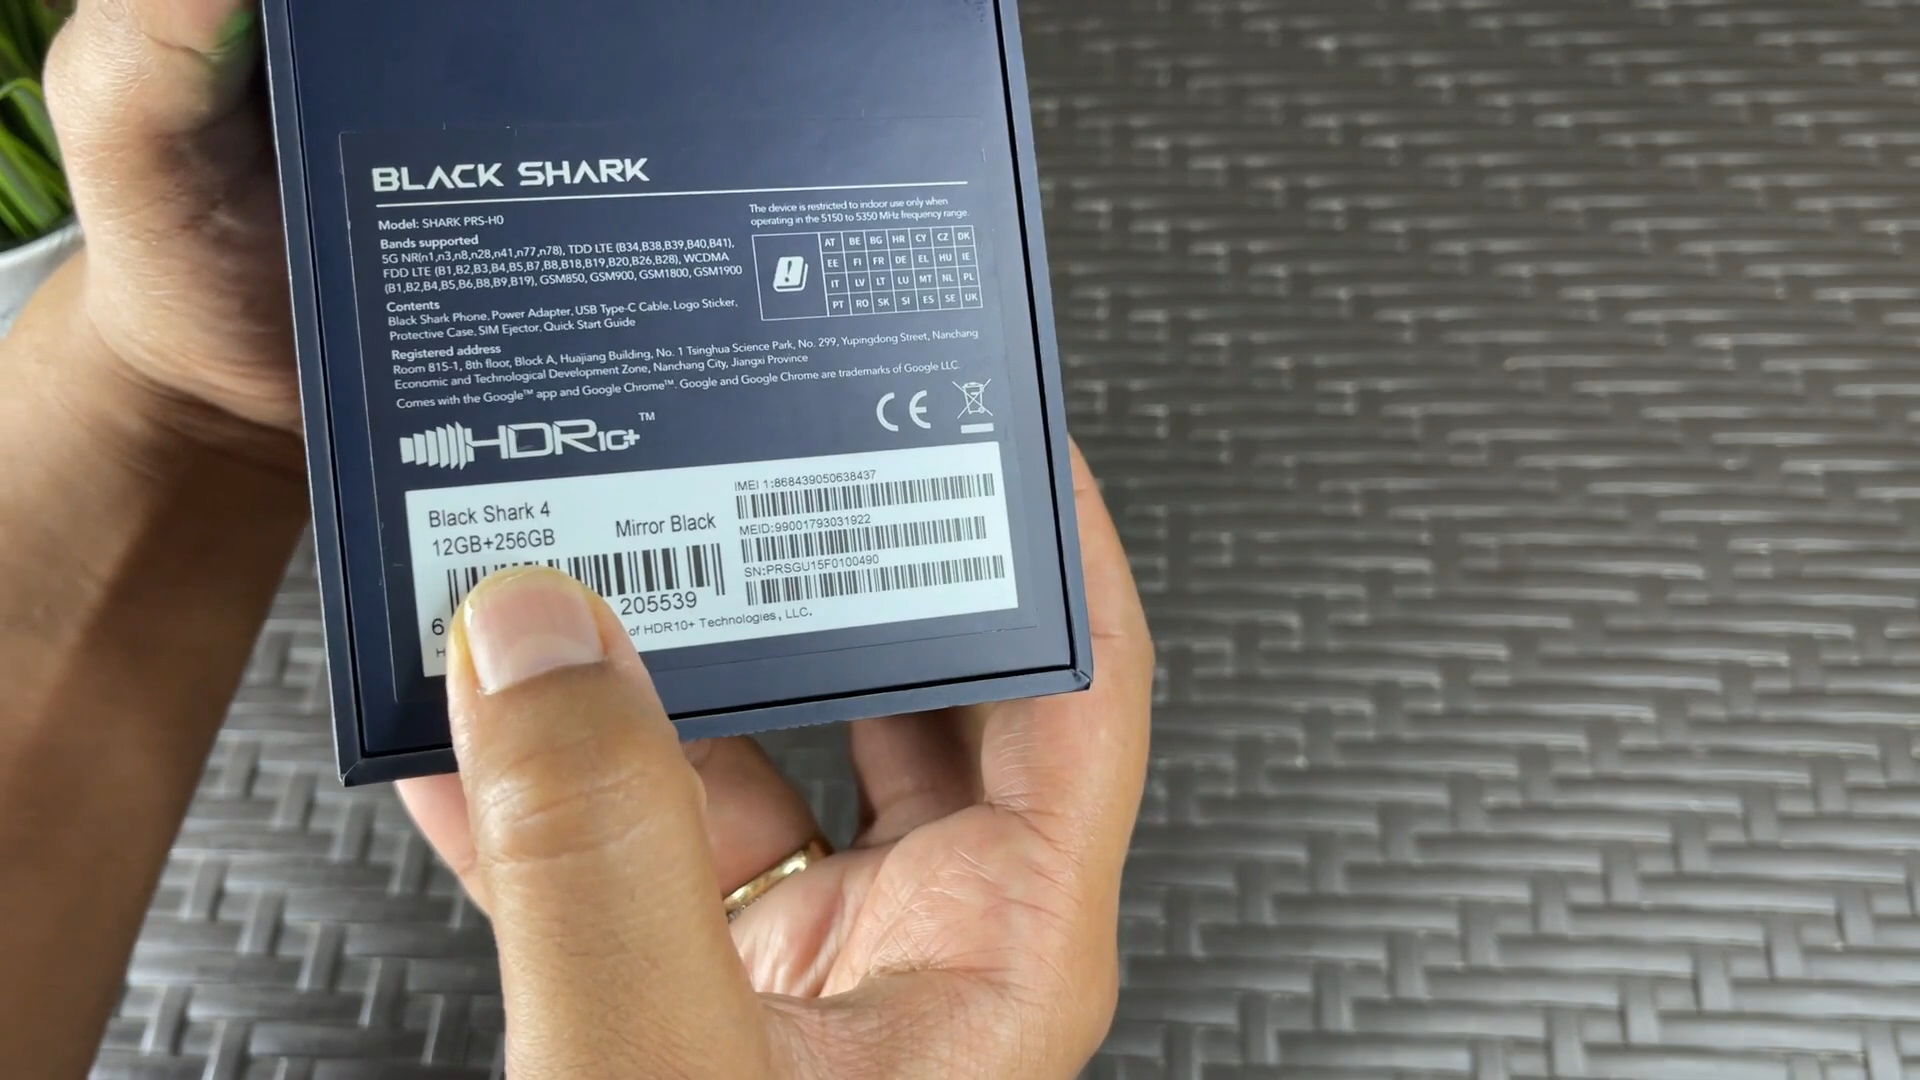 BLACK SHARK
Model: SHARK PRS-H0
Bands supported
5G NR(n1,n3,n8,n28,n41,n77,n78), TDD LTE (B34,B38,B39,B40,B41),
FDD LTE (B1,B2,B3,B4,B5,B7,B8,B18,B19,B20,B26,B28), WCDMA
(B1,B2,B4,B5,B6,B8,B9,B19), GSM850, GSM900, GSM1800, GSM1900
Contents
Black Shark Phone, Power Adapter, USB Type-C Cable, Logo Sticker,
Protective Case, SIM Ejector, Quick Start Guide
The device is restricted to indoor use only when
operating in the 5150 to 5350 MHz frequency range.
AT BE BG HR CY CZ DK
EE FI FR DE EL HU IE
IT LV LT LU MT NL PL
PT RO SK SI ES SE UK
Registered address
Room 815-1, 8th floor, Block A, Huajiang Building, No. 1 Tsinghua Science Park, No. 299, Yupingdong Street, Nanchang
Economic and Technological Development Zone, Nanchang City, Jiangxi Province
Comes with the Google™ app and Google Chrome™. Google and Google Chrome are trademarks of Google LLC.
HDR10+™
CE
Black Shark 4
12GB+256GB
Mirror Black
6
205539
IMEI 1:868439050638437
MEID:99001793031922
SN:PRSGU15F0100490
of HDR10+ Technologies, LLC.